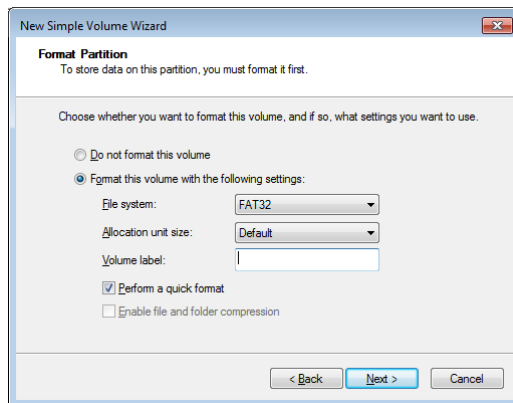 New Simple Volume Wizard
Format Partition
To store data on this partition, you must format it first.
Choose whether you want to format this volume, and if so, what settings you want to use.
Do not format this volume
Format this volume with the following settings:
File system: FAT32
Allocation unit size: Default
Volume label:
Perform a quick format
Enable file and folder compression
< Back Next > Cancel